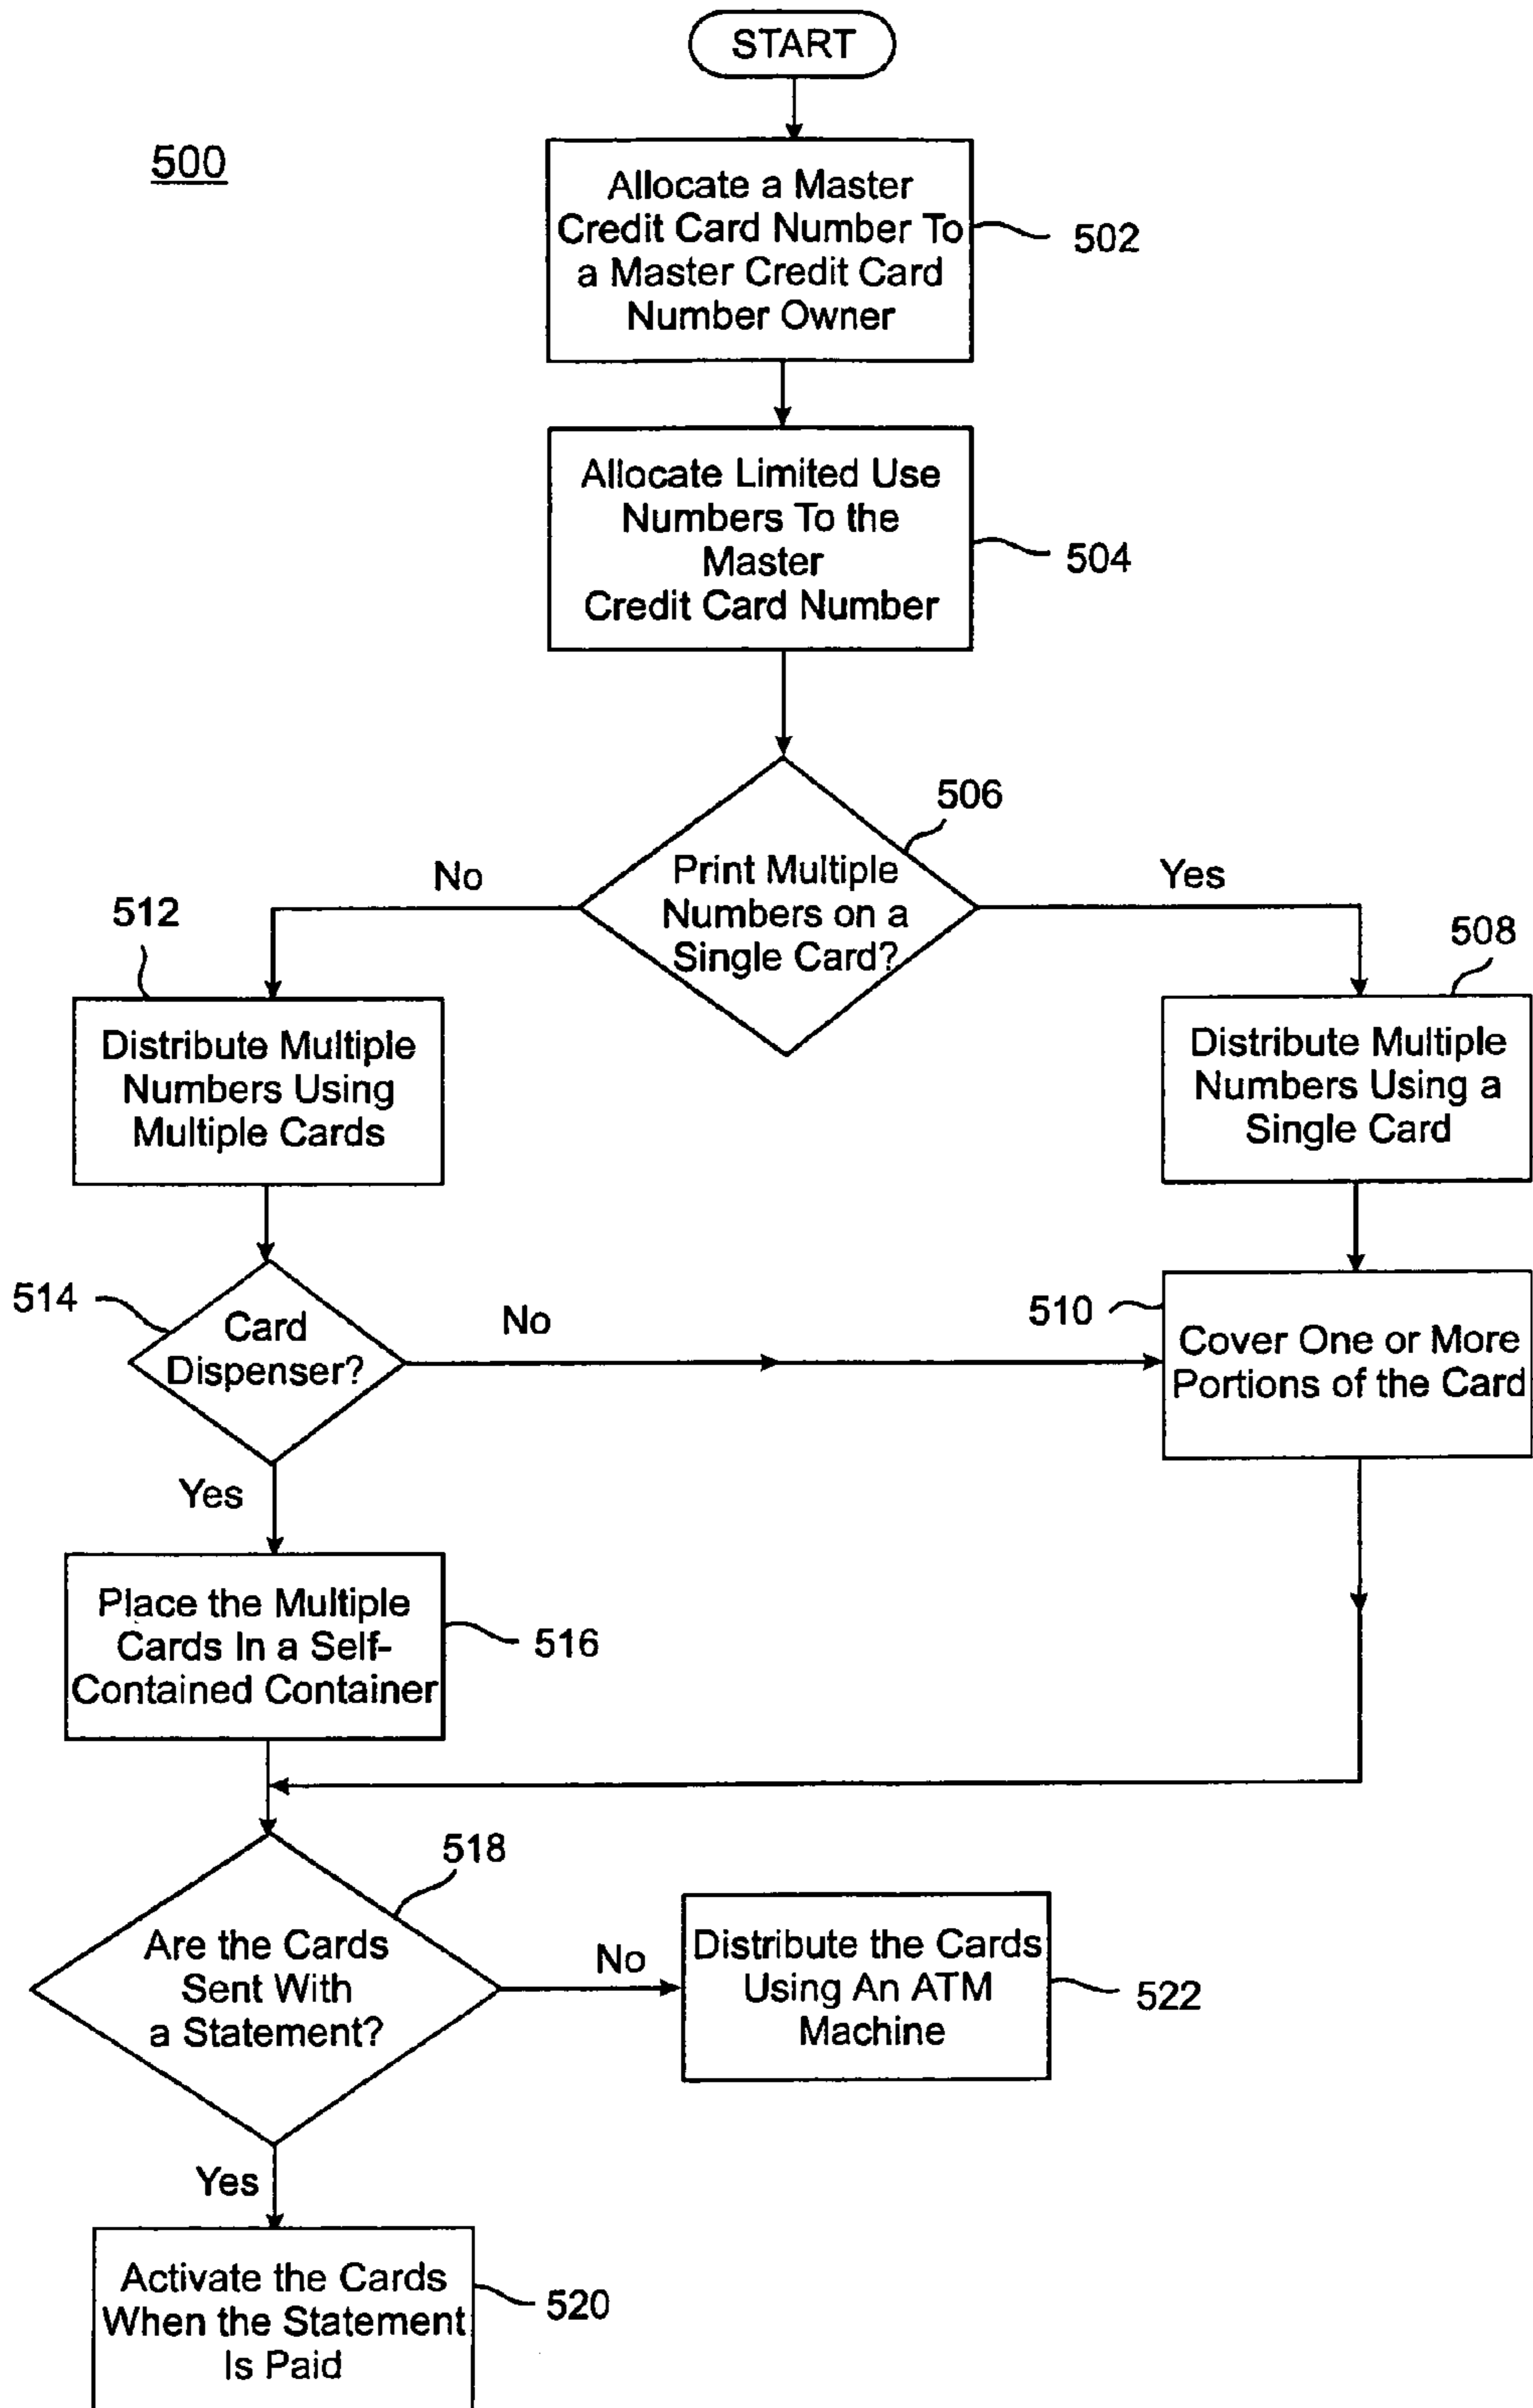 START
500
Allocate a Master
Credit Card Number To
a Master Credit Card
Number Owner
502
Allocate Limited Use
Numbers To the
Master
Credit Card Number
504
506
Print Multiple
Numbers on a
Single Card?
No
Yes
512
508
Distribute Multiple
Numbers Using
Multiple Cards
Distribute Multiple
Numbers Using a
Single Card
514
Card
Dispenser?
No
510
Cover One or More
Portions of the Card
Yes
Place the Multiple
Cards In a Self-
Contained Container
516
518
Are the Cards
Sent With
a Statement?
No
Distribute the Cards
Using An ATM
Machine
522
Yes
Activate the Cards
When the Statement
Is Paid
520